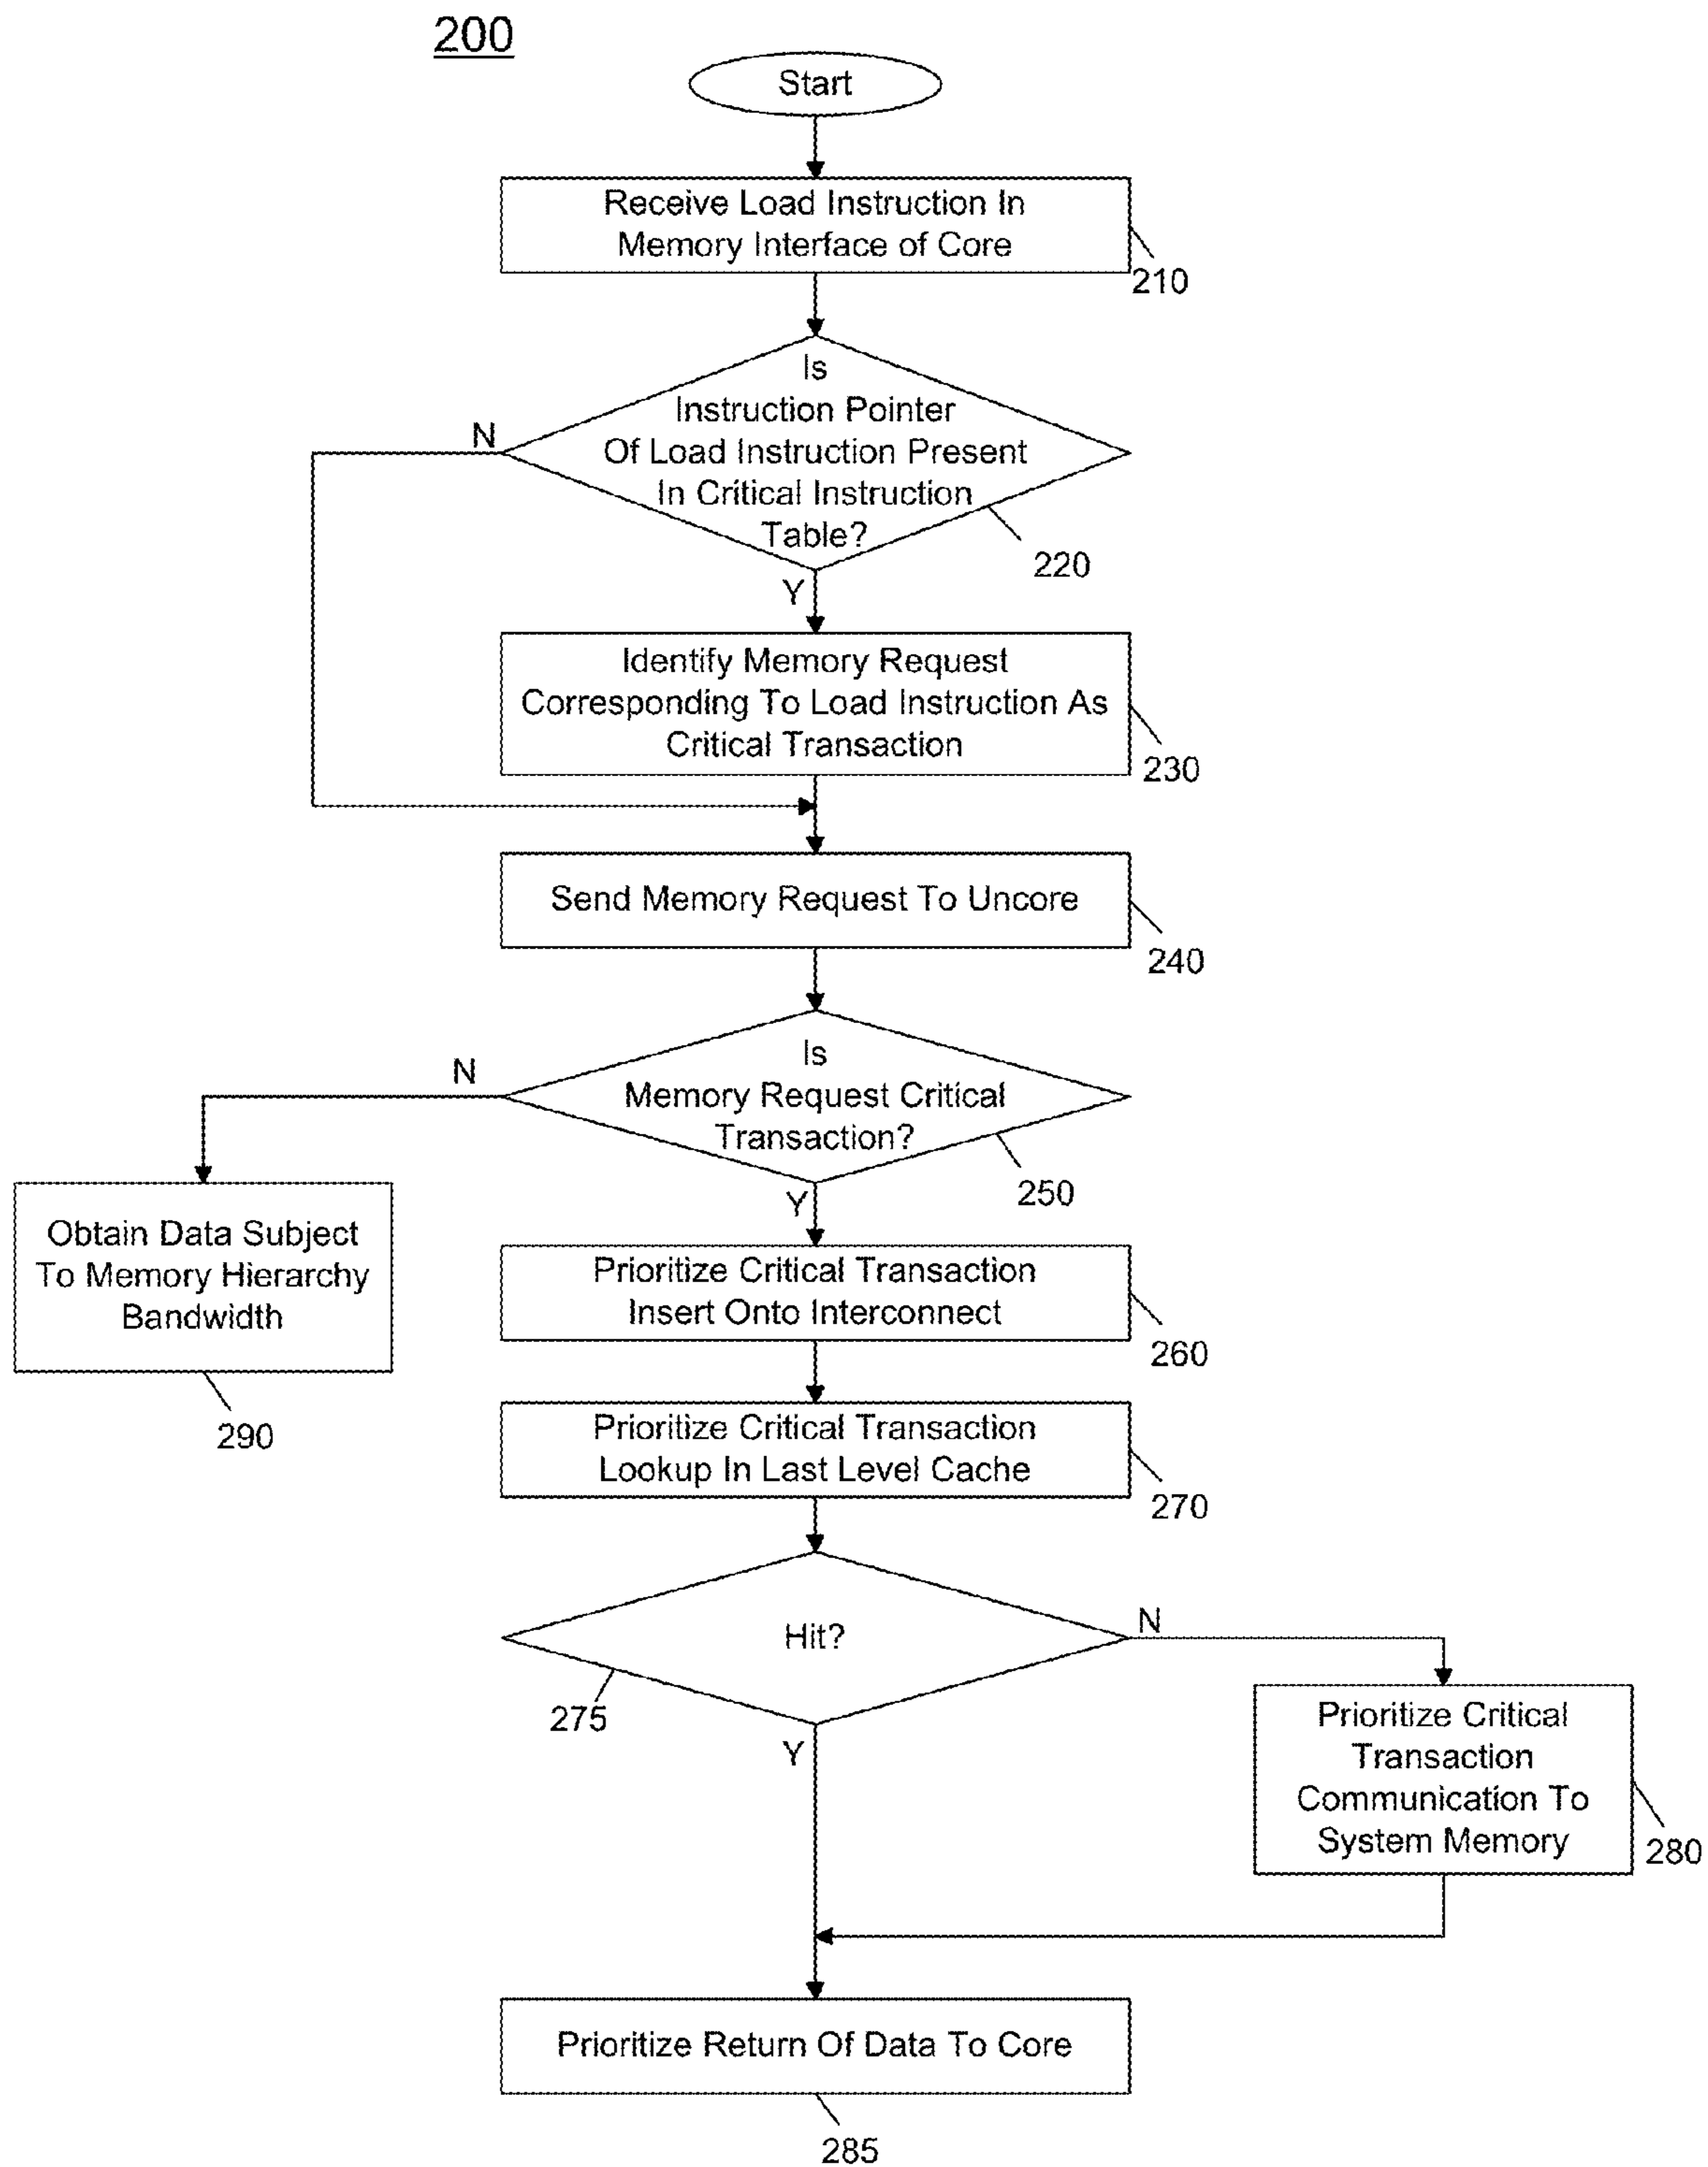 200
Start
Receive Load Instruction In
Memory Interface of Core
210
Is
Instruction Pointer
Of Load Instruction Present
In Critical Instruction
Table?
N
220
Y
Identify Memory Request
Corresponding To Load Instruction As
Critical Transaction
230
Send Memory Request To Uncore
240
Is
Memory Request Critical
Transaction?
N
250
Y
Obtain Data Subject
To Memory Hierarchy
Bandwidth
290
Prioritize Critical Transaction
Insert Onto Interconnect
260
Prioritize Critical Transaction
Lookup In Last Level Cache
270
Hit?
N
275
Y
Prioritize Critical
Transaction
Communication To
System Memory
280
Prioritize Return Of Data To Core
285